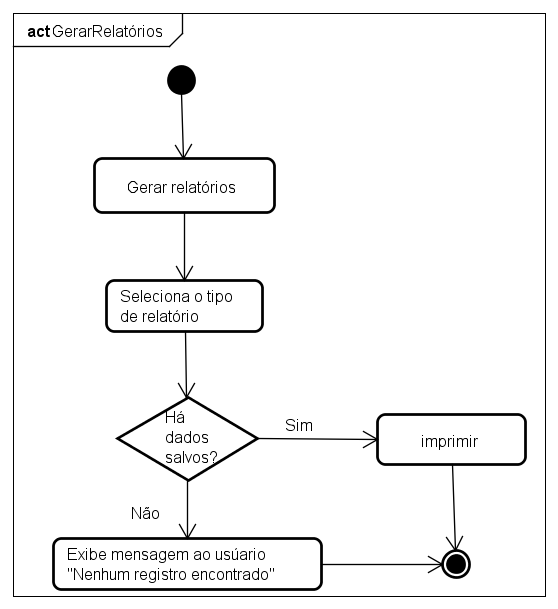 act GerarRelatórios
Gerar relatórios
Seleciona o tipo
de relatório
Há
dados
salvos?
Sim
imprimir
Não
Exibe mensagem ao usúario
"Nenhum registro encontrado"